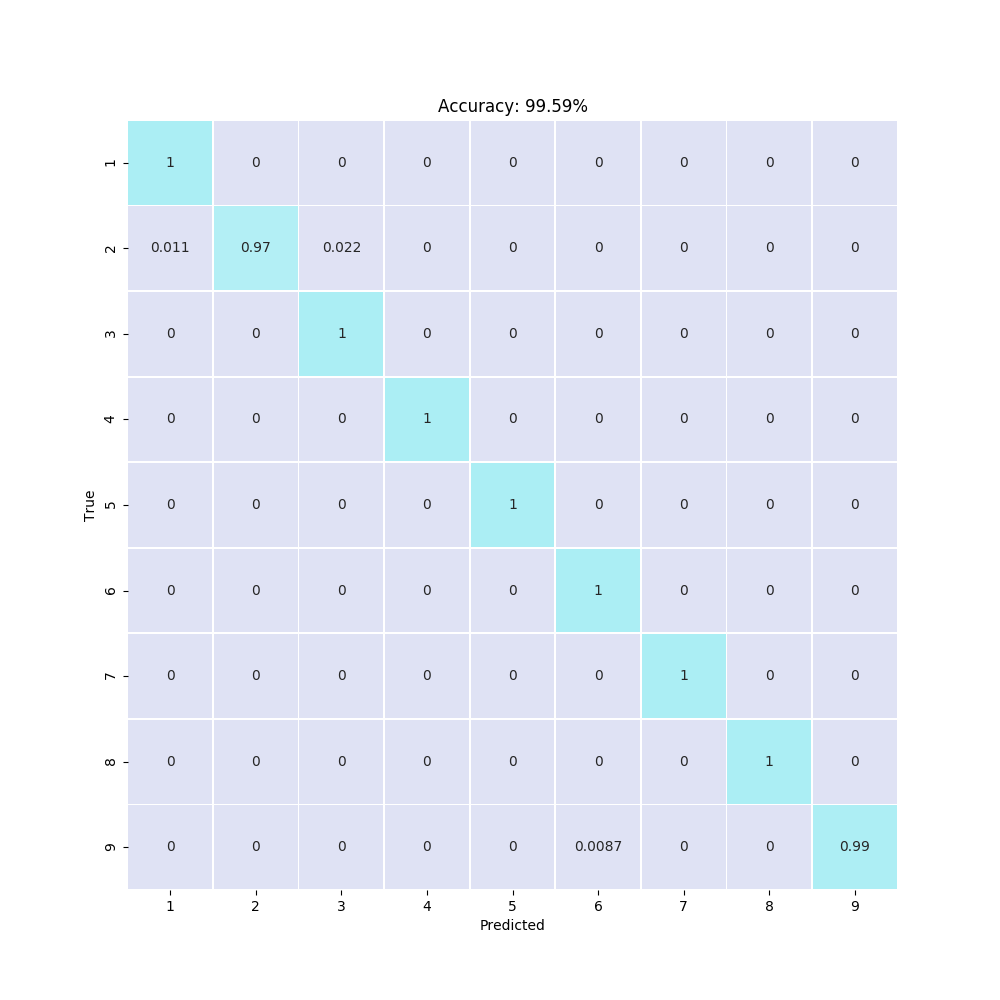 Accuracy: 99.59%
1 1 0 0 0 0 0 0 0 0
2 0.011 0.97 0.022 0 0 0 0 0 0
3 0 0 1 0 0 0 0 0 0
4 0 0 0 1 0 0 0 0 0
5 0 0 0 0 1 0 0 0 0
6 0 0 0 0 0 1 0 0 0
7 0 0 0 0 0 0 1 0 0
8 0 0 0 0 0 0 0 1 0
9 0 0 0 0 0 0.0087 0 0 0.99
True
1 2 3 4 5 6 7 8 9
Predicted